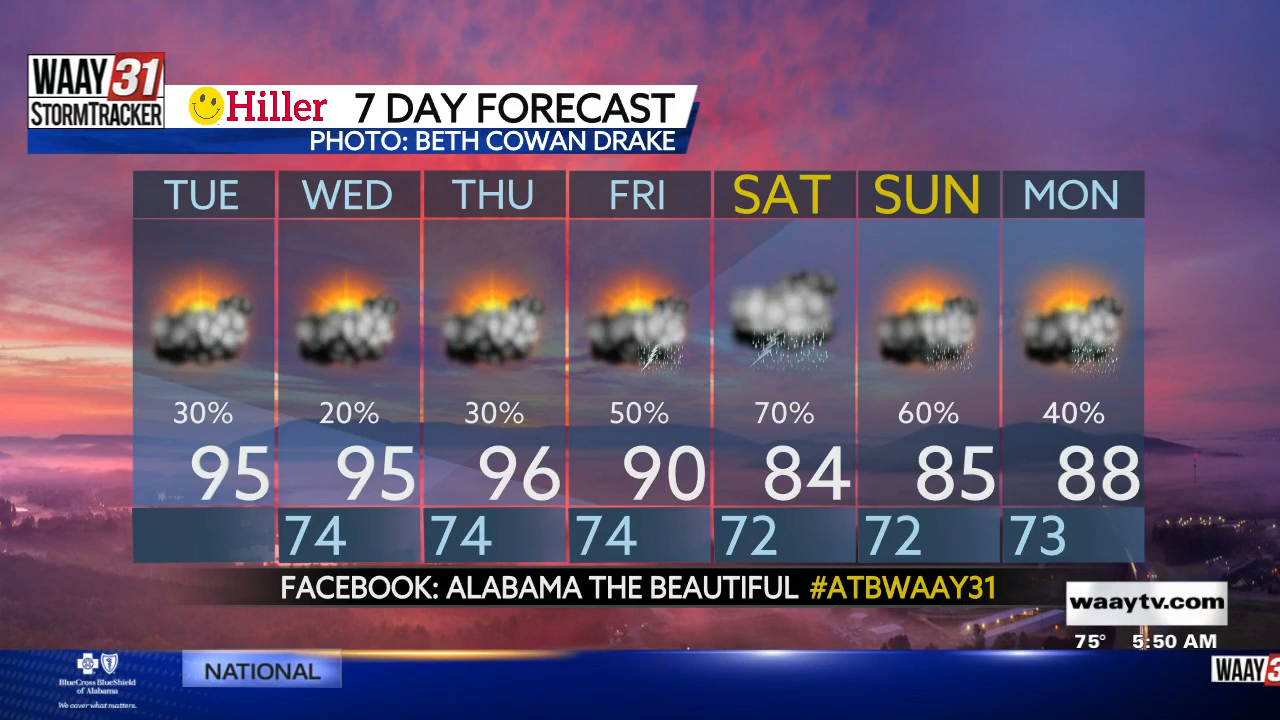 WAAY 31
STORMTRACKER
Hiller 7 DAY FORECAST
PHOTO: BETH COWAN DRAKE
TUE WED THU FRI SAT SUN MON
30% 20% 30% 50% 70% 60% 40%
95 95 96 90 84 85 88
74 74 74 72 72 73
FACEBOOK: ALABAMA THE BEAUTIFUL #ATBWAAY31
waaytv.com
75° 5:50 AM
BlueCross BlueShield
of Alabama
We cover what matters.
NATIONAL
WAAY 3